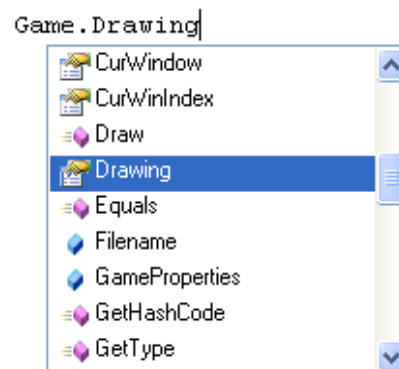 Game.Drawing
CurWindow
CurWinIndex
Draw
Drawing
Equals
Filename
GameProperties
GetHashCode
GetType